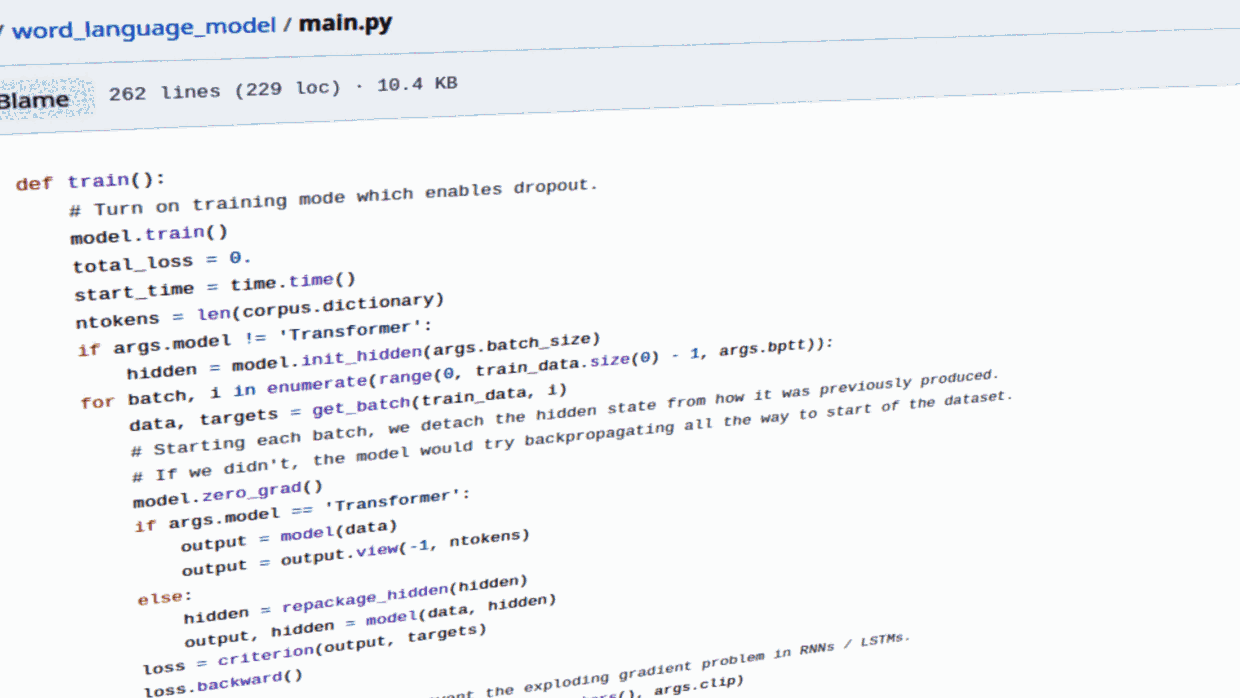 / word_language_model / main.py
Blame 262 lines (229 loc) · 10.4 KB
def train():
# Turn on training mode which enables dropout.
model.train()
total_loss = 0.
start_time = time.time()
ntokens = len(corpus.dictionary)
if args.model != 'Transformer':
hidden = model.init_hidden(args.batch_size)
for batch, i in enumerate(range(0, train_data.size(0) - 1, args.bptt)):
data, targets = get_batch(train_data, i)
# Starting each batch, we detach the hidden state from how it was previously produced.
# If we didn't, the model would try backpropagating all the way to start of the dataset.
model.zero_grad()
if args.model == 'Transformer':
output = model(data)
output = output.view(-1, ntokens)
else:
hidden = repackage_hidden(hidden)
output, hidden = model(data, hidden)
loss = criterion(output, targets)
loss.backward()
the exploding gradient problem in RNNs / LSTMs.
args.clip)